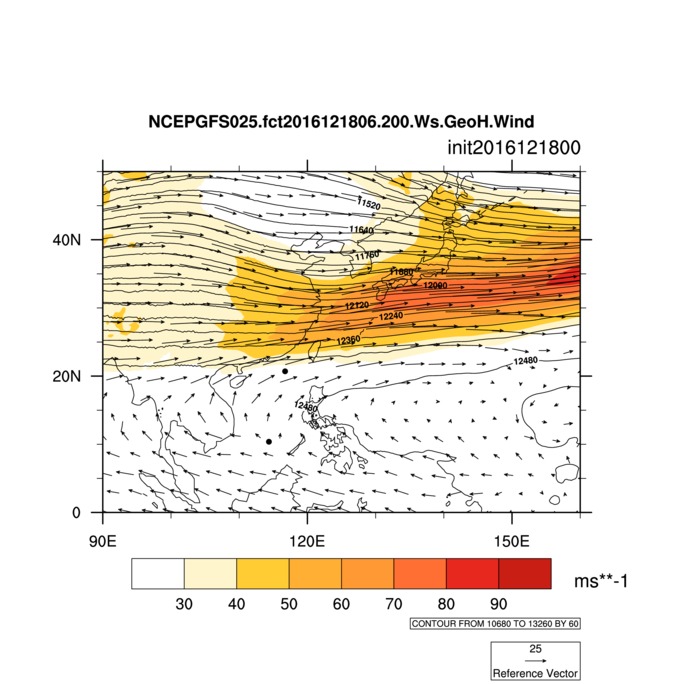 NCEPGFS025.fct2016121806.200.Ws.GeoH.Wind
init2016121800
11520
40N
11640
11760
11880
12000
12120
12240
12360
12480
20N
12480
0
90E 120E 150E
30 40 50 60 70 80 90
ms**-1
CONTOUR FROM 10680 TO 13260 BY 60
25
Reference Vector